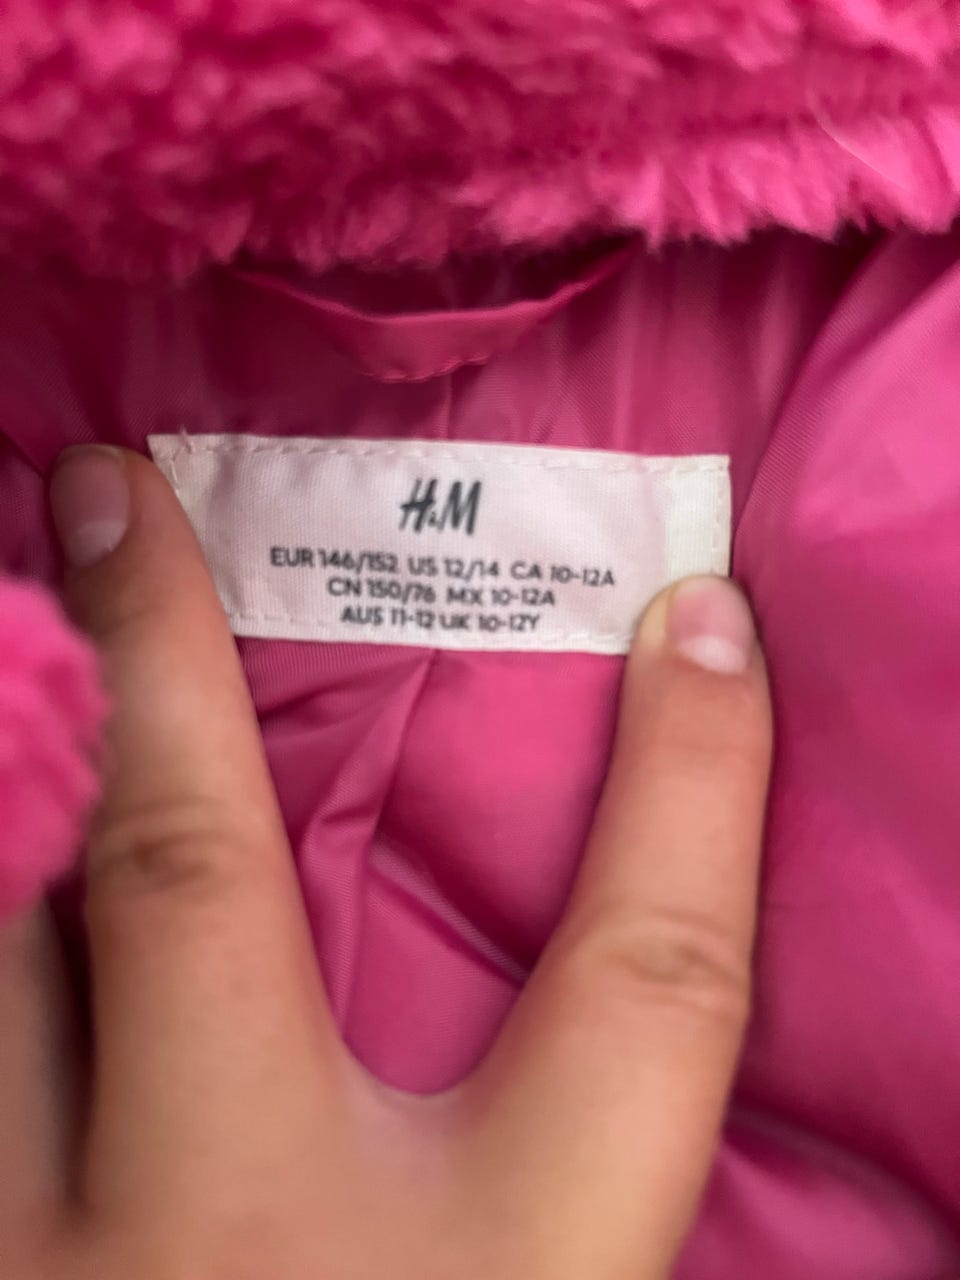 H&M
EUR 146/152 US 12/14 CA 10-12A
CN 150/76 MX 10-12A
AUS 11-12 UK 10-12Y